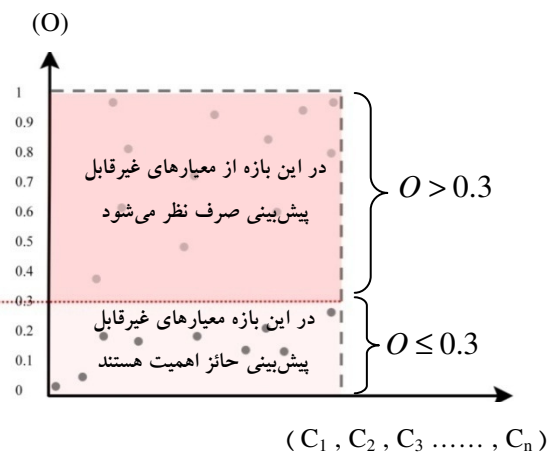 (O)
1
0.9
0.8
0.7
0.6
0.5
0.4
0.3
0.2
0.1
0
در این بازه از معیارهای غیرقابل
پیش‌بینی صرف نظر می‌شود
O > 0.3
در این بازه معیارهای غیرقابل
پیش‌بینی حائز اهمیت هستند
O ≤ 0.3
( C₁ , C₂ , C₃ ...... , Cₙ )